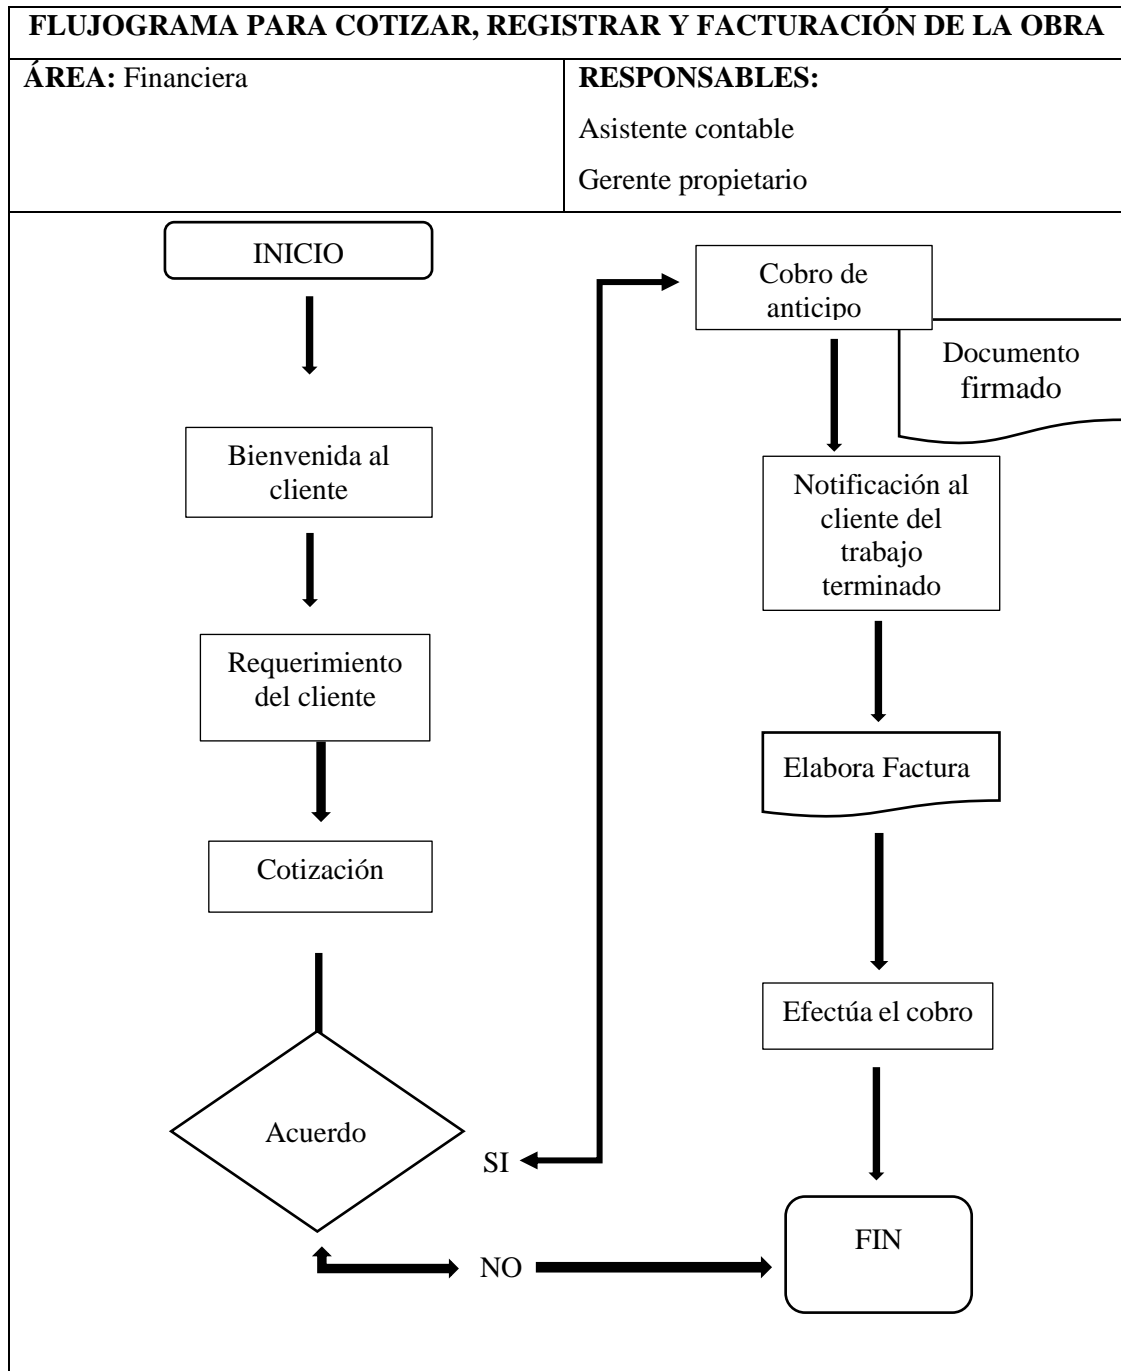 FLUJOGRAMA PARA COTIZAR, REGISTRAR Y FACTURACIÓN DE LA OBRA
ÁREA: Financiera
RESPONSABLES:
Asistente contable
Gerente propietario
INICIO
Bienvenida al
cliente
Requerimiento
del cliente
Cotización
Acuerdo
SI
NO
Cobro de
anticipo
Documento
firmado
Notificación al
cliente del
trabajo
terminado
Elabora Factura
Efectúa el cobro
FIN